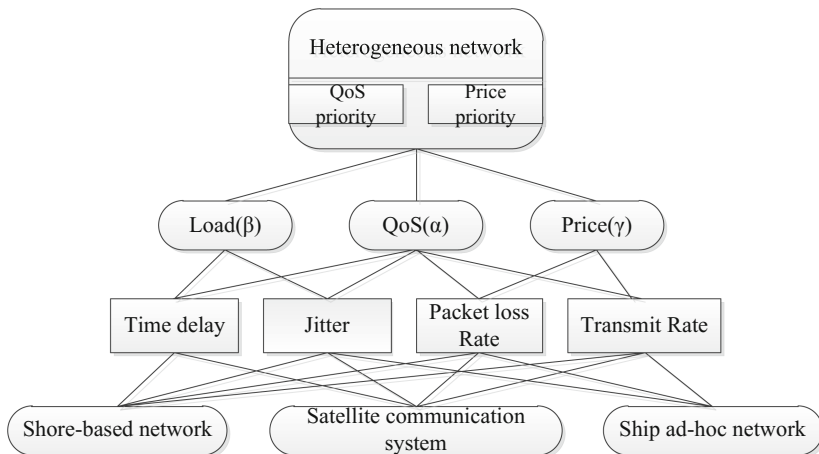 Heterogeneous network
QoS
priority
Price
priority
Load(β)
QoS(α)
Price(γ)
Time delay
Jitter
Packet loss
Rate
Transmit Rate
Shore-based network
Satellite communication
system
Ship ad-hoc network